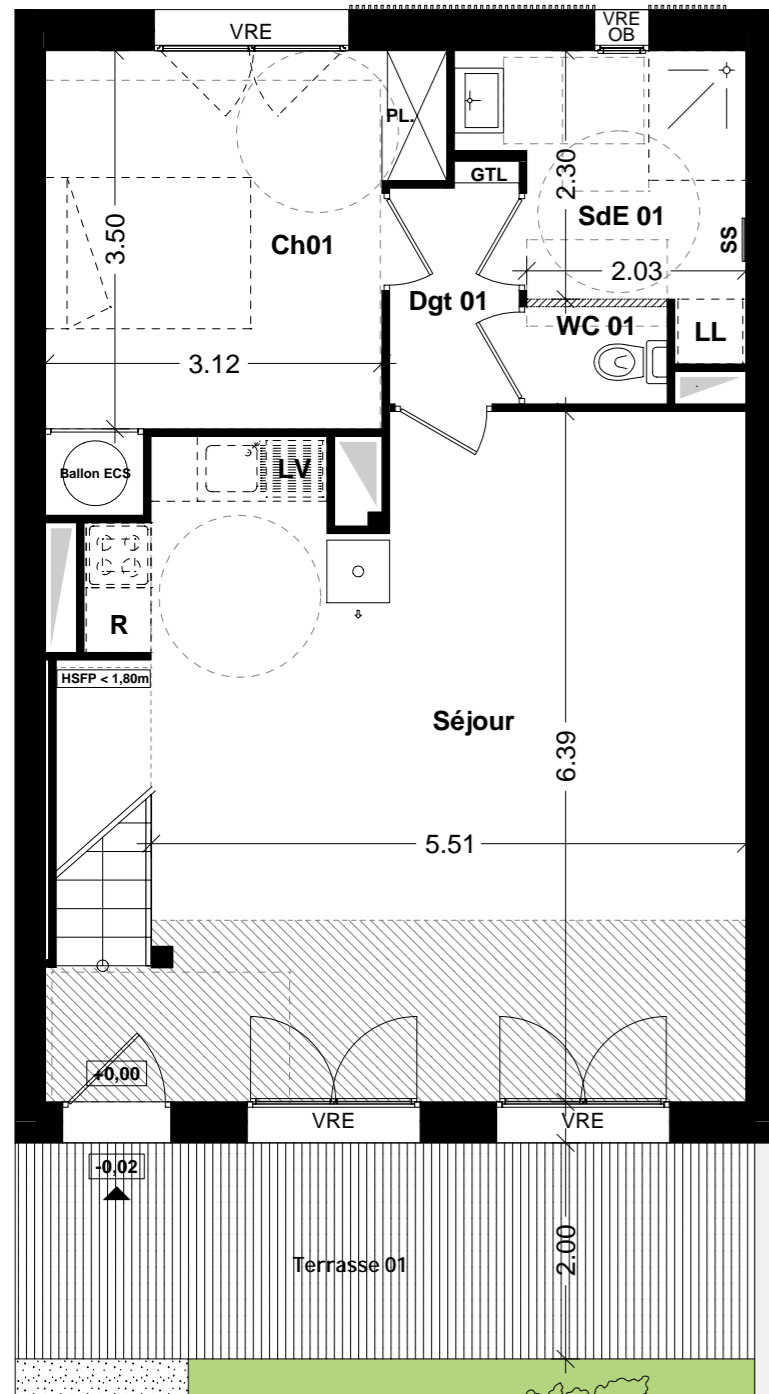 VRE
VRE
OB
PL.
GTL
2.30
SdE 01
3.50
Ch01
SS
2.03
Dgt 01
WC 01
LL
3.12
Ballon ECS
LV
R
HSFP < 1,80m
Séjour
6.39
5.51
+0,00
VRE
VRE
-0,02
Terrasse 01
2.00